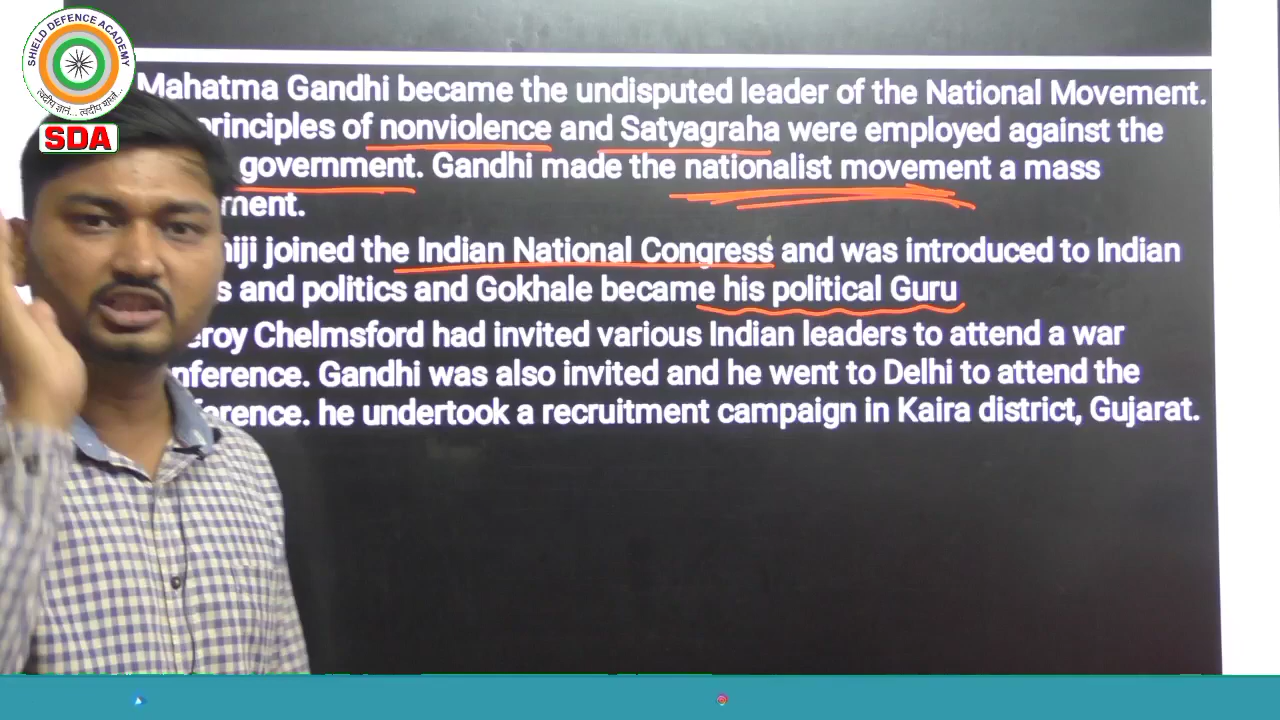 SHIELD DEFENCE ACADEMY
SDA
Mahatma Gandhi became the undisputed leader of the National Movement.
principles of nonviolence and Satyagraha were employed against the
government. Gandhi made the nationalist movement a mass
ment.
hiji joined the Indian National Congress and was introduced to Indian
s and politics and Gokhale became his political Guru
eroy Chelmsford had invited various Indian leaders to attend a war
nference. Gandhi was also invited and he went to Delhi to attend the
ference. he undertook a recruitment campaign in Kaira district, Gujarat.